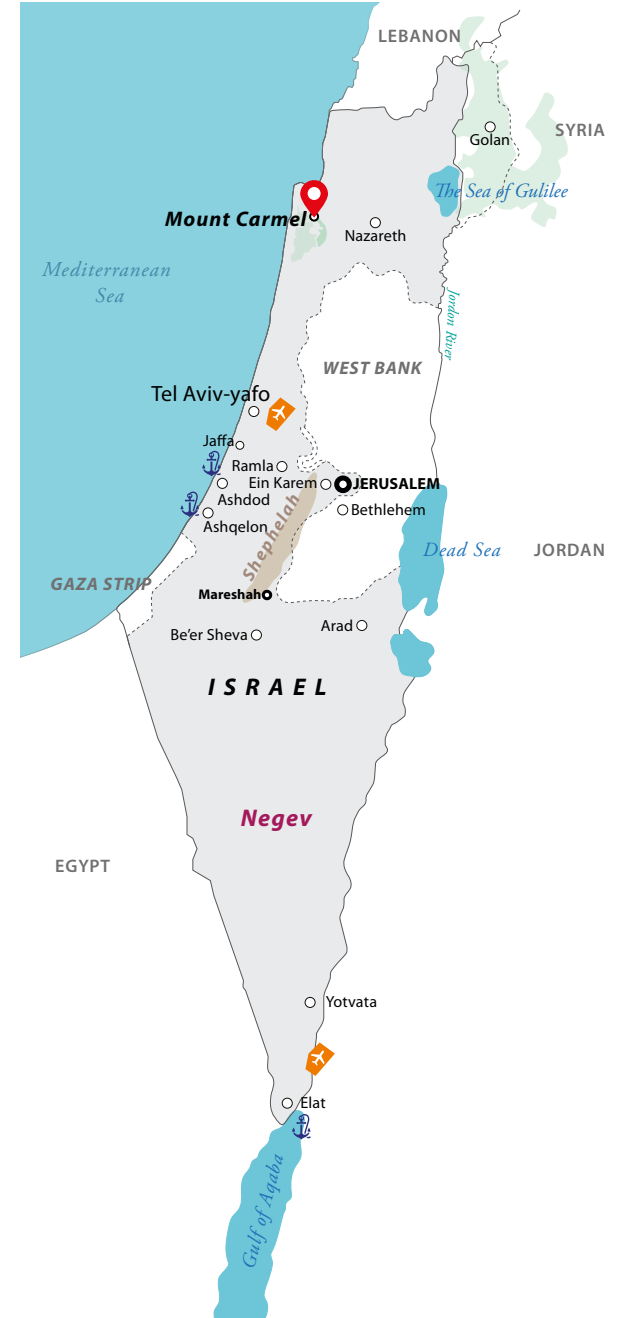 LEBANON
SYRIA
Golan
The Sea of Gulilee
Mount Carmel
Nazareth
Mediterranean
Sea
Jordon River
WEST BANK
Tel Aviv-yafo
Jaffa
Ramla
Ein Karem
JERUSALEM
Ashdod
Bethlehem
Ashqelon
Shephelah
Dead Sea
JORDAN
GAZA STRIP
Mareshah
Be'er Sheva
Arad
ISRAEL
Negev
EGYPT
Yotvata
Elat
Gulf of Aqaba